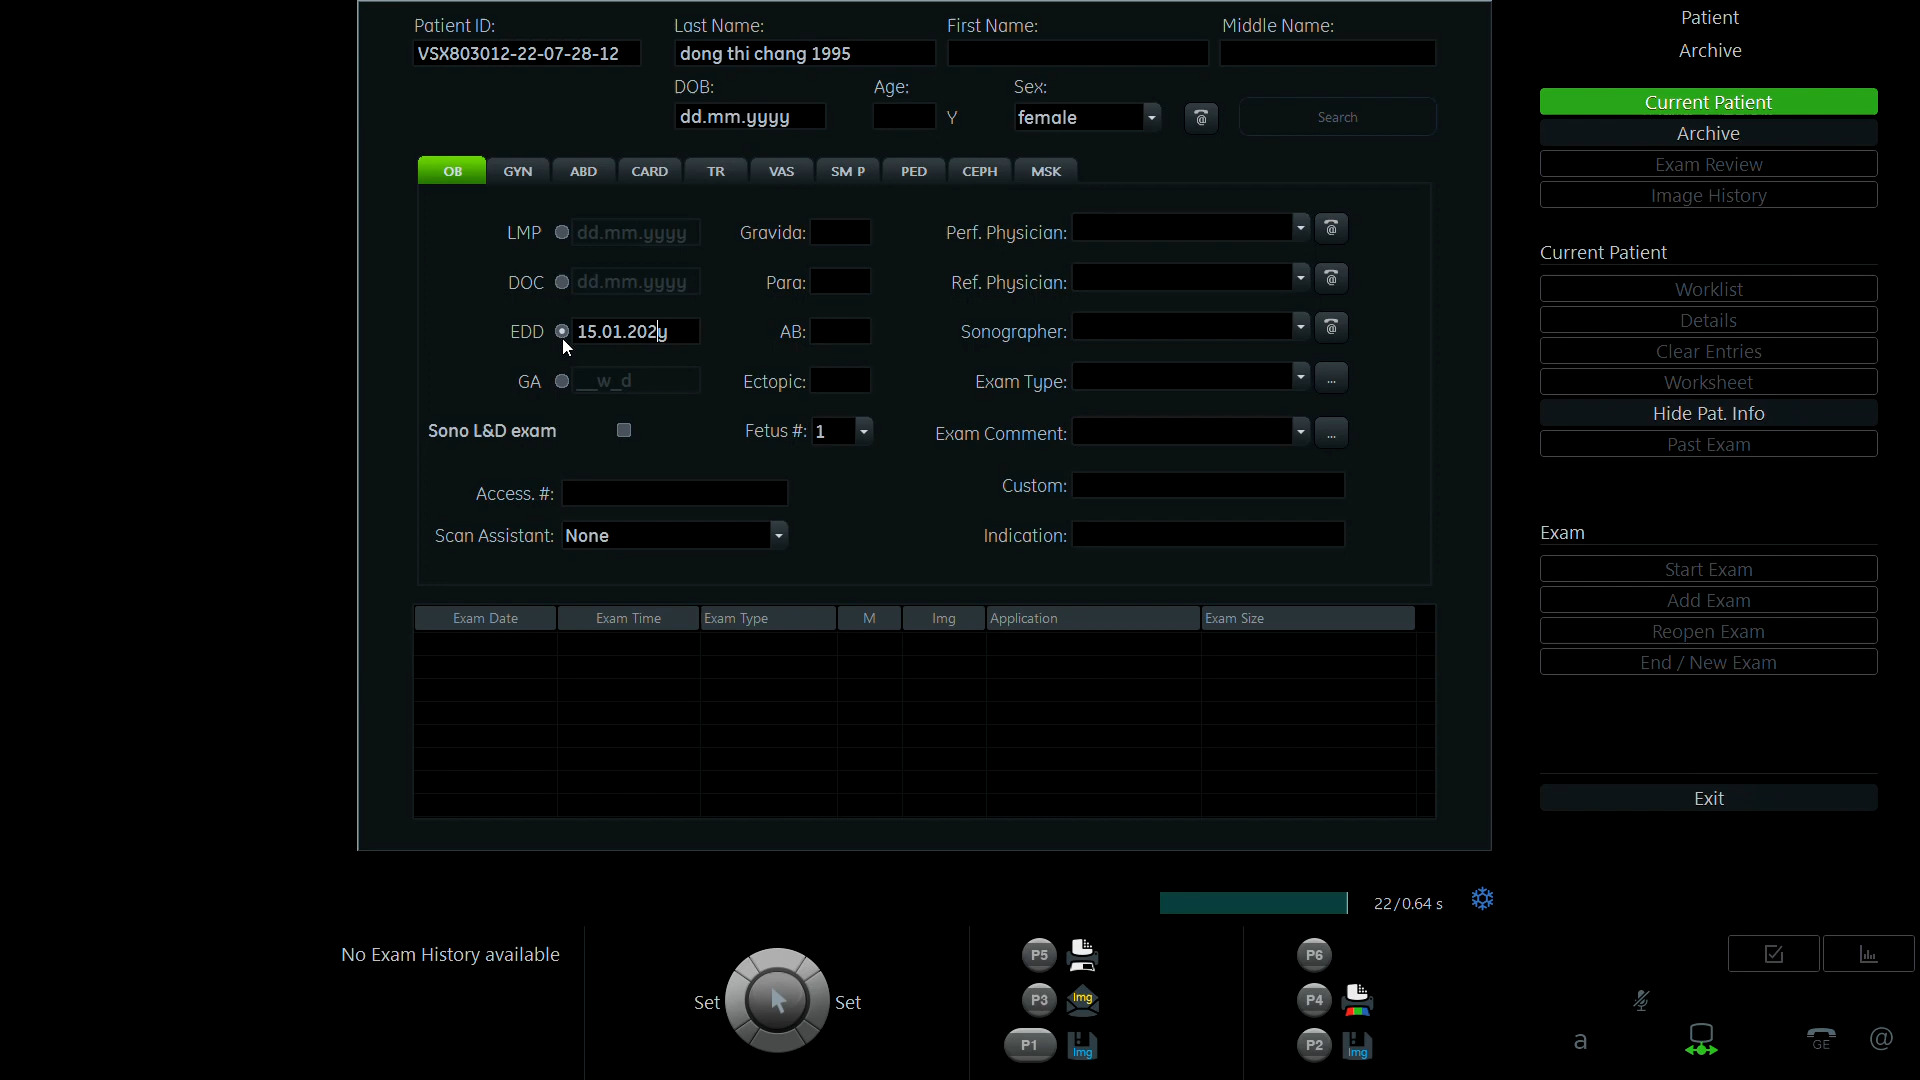 Patient ID: Last Name: First Name: Middle Name:
VSX803012-22-07-28-12 dong thi chang 1995
DOB: Age: Sex:
dd.mm.yyyy Y female @ Search
OB GYN ABD CARD TR VAS SM P PED CEPH MSK
LMP dd.mm.yyyy Gravida: Perf. Physician: @
DOC dd.mm.yyyy Para: Ref. Physician: @
EDD 15.01.202y AB: Sonographer: @
GA __w_d Ectopic: Exam Type: ...
Sono L&D exam Fetus #: 1 Exam Comment: ...
Access. #: Custom:
Scan Assistant: None Indication:
Exam Date Exam Time Exam Type M Img Application Exam Size
Patient
Archive
Current Patient
Archive
Exam Review
Image History
Current Patient
Worklist
Details
Clear Entries
Worksheet
Hide Pat. Info
Past Exam
Exam
Start Exam
Add Exam
Reopen Exam
End / New Exam
Exit
22/0.64 s
No Exam History available
Set Set
P5 P6
P3 Img P4
P1 Img P2 Img
a GE @